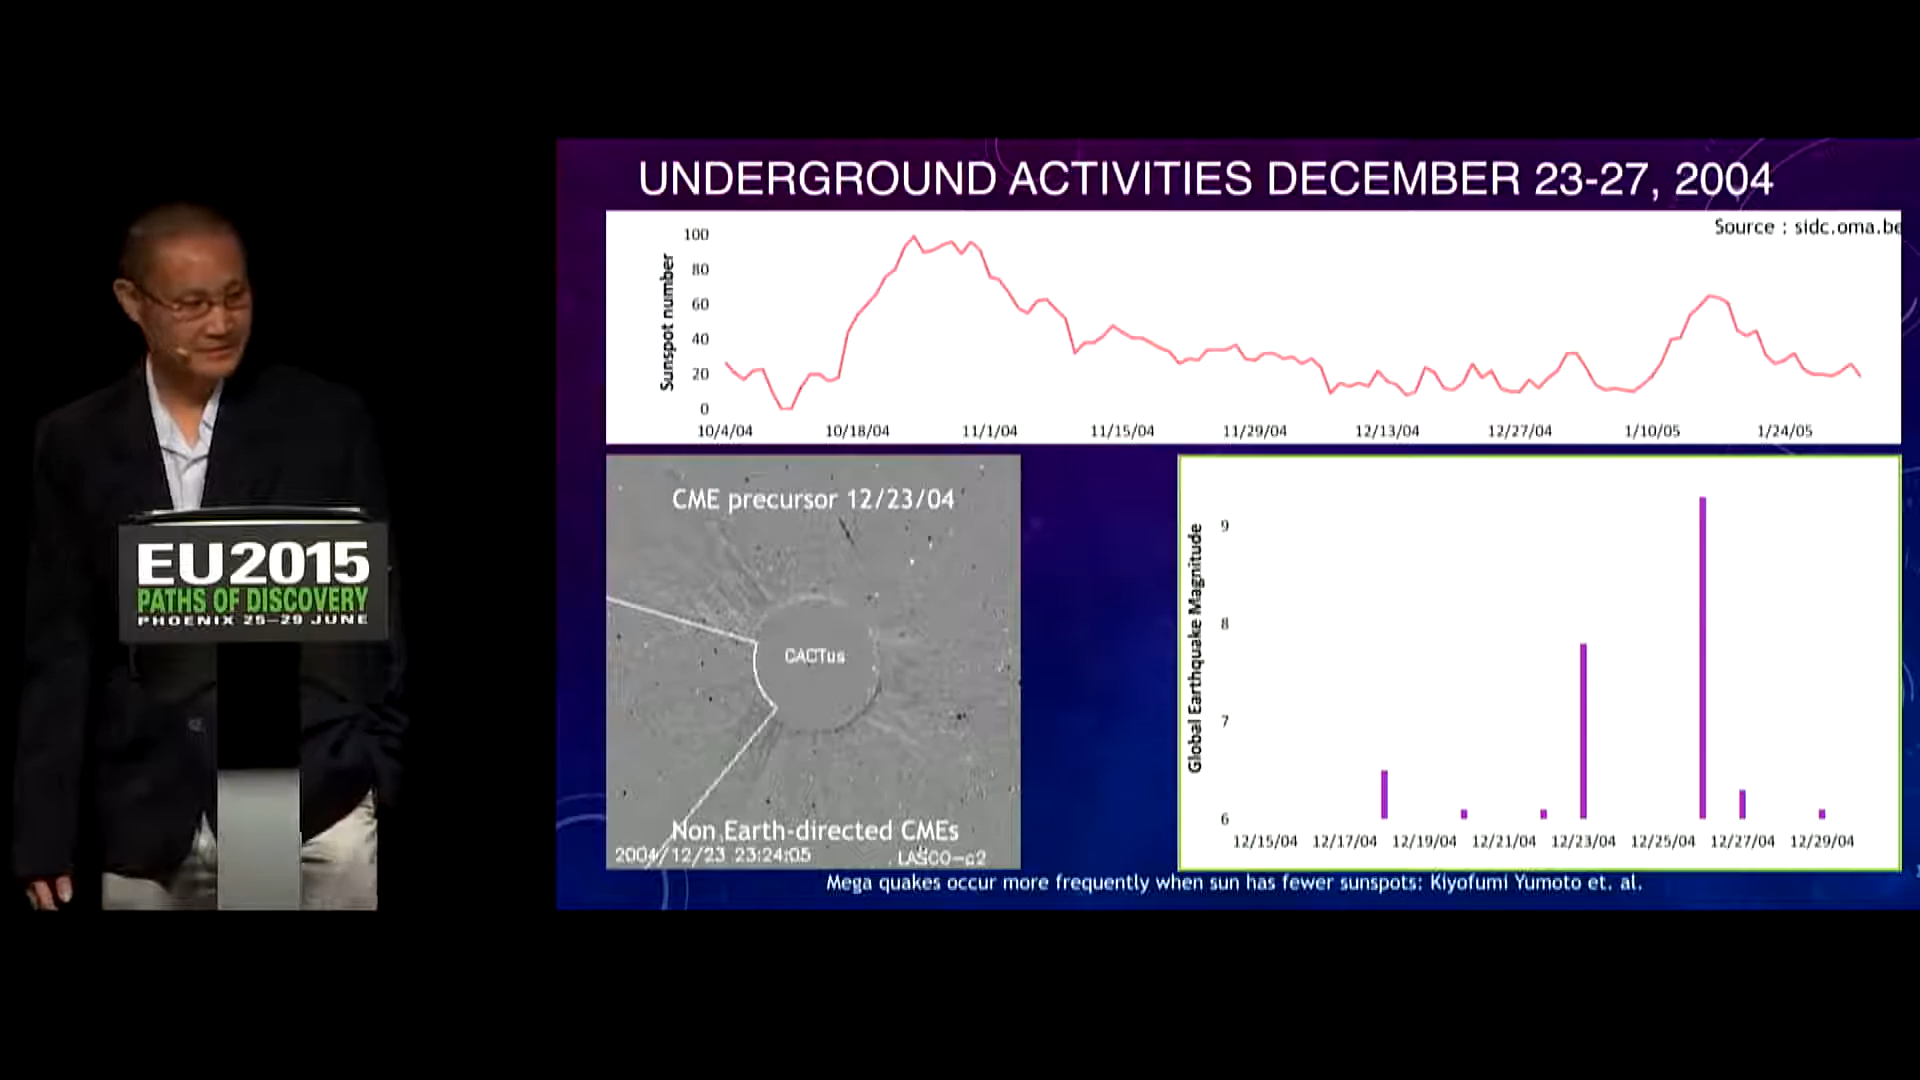 UNDERGROUND ACTIVITIES DECEMBER 23-27, 2004
Source : sidc.oma.be
Sunspot number
100
80
60
40
20
0
10/4/04 10/18/04 11/1/04 11/15/04 11/29/04 12/13/04 12/27/04 1/10/05 1/24/05
CME precursor 12/23/04
CACTus
Non Earth-directed CMEs
2004/12/23 23:24:05 LASCO-c2
Global Earthquake Magnitude
9
8
7
6
12/15/04 12/17/04 12/19/04 12/21/04 12/23/04 12/25/04 12/27/04 12/29/04
Mega quakes occur more frequently when sun has fewer sunspots: Kiyofumi Yumoto et. al.
EU2015
PATHS OF DISCOVERY
PHOENIX 25–29 JUNE